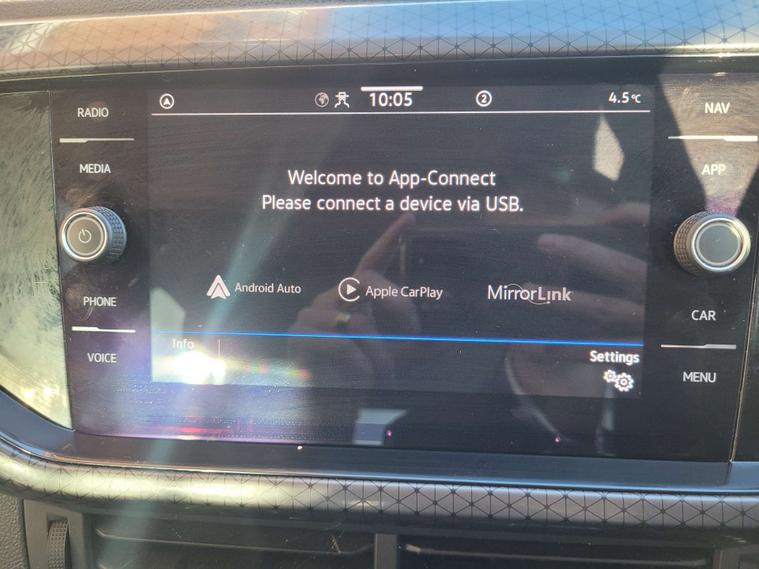 RADIO
MEDIA
PHONE
VOICE
10:05
2
4.5°C
Welcome to App-Connect
Please connect a device via USB.
Android Auto
Apple CarPlay
MirrorLink
Info
Settings
NAV
APP
CAR
MENU